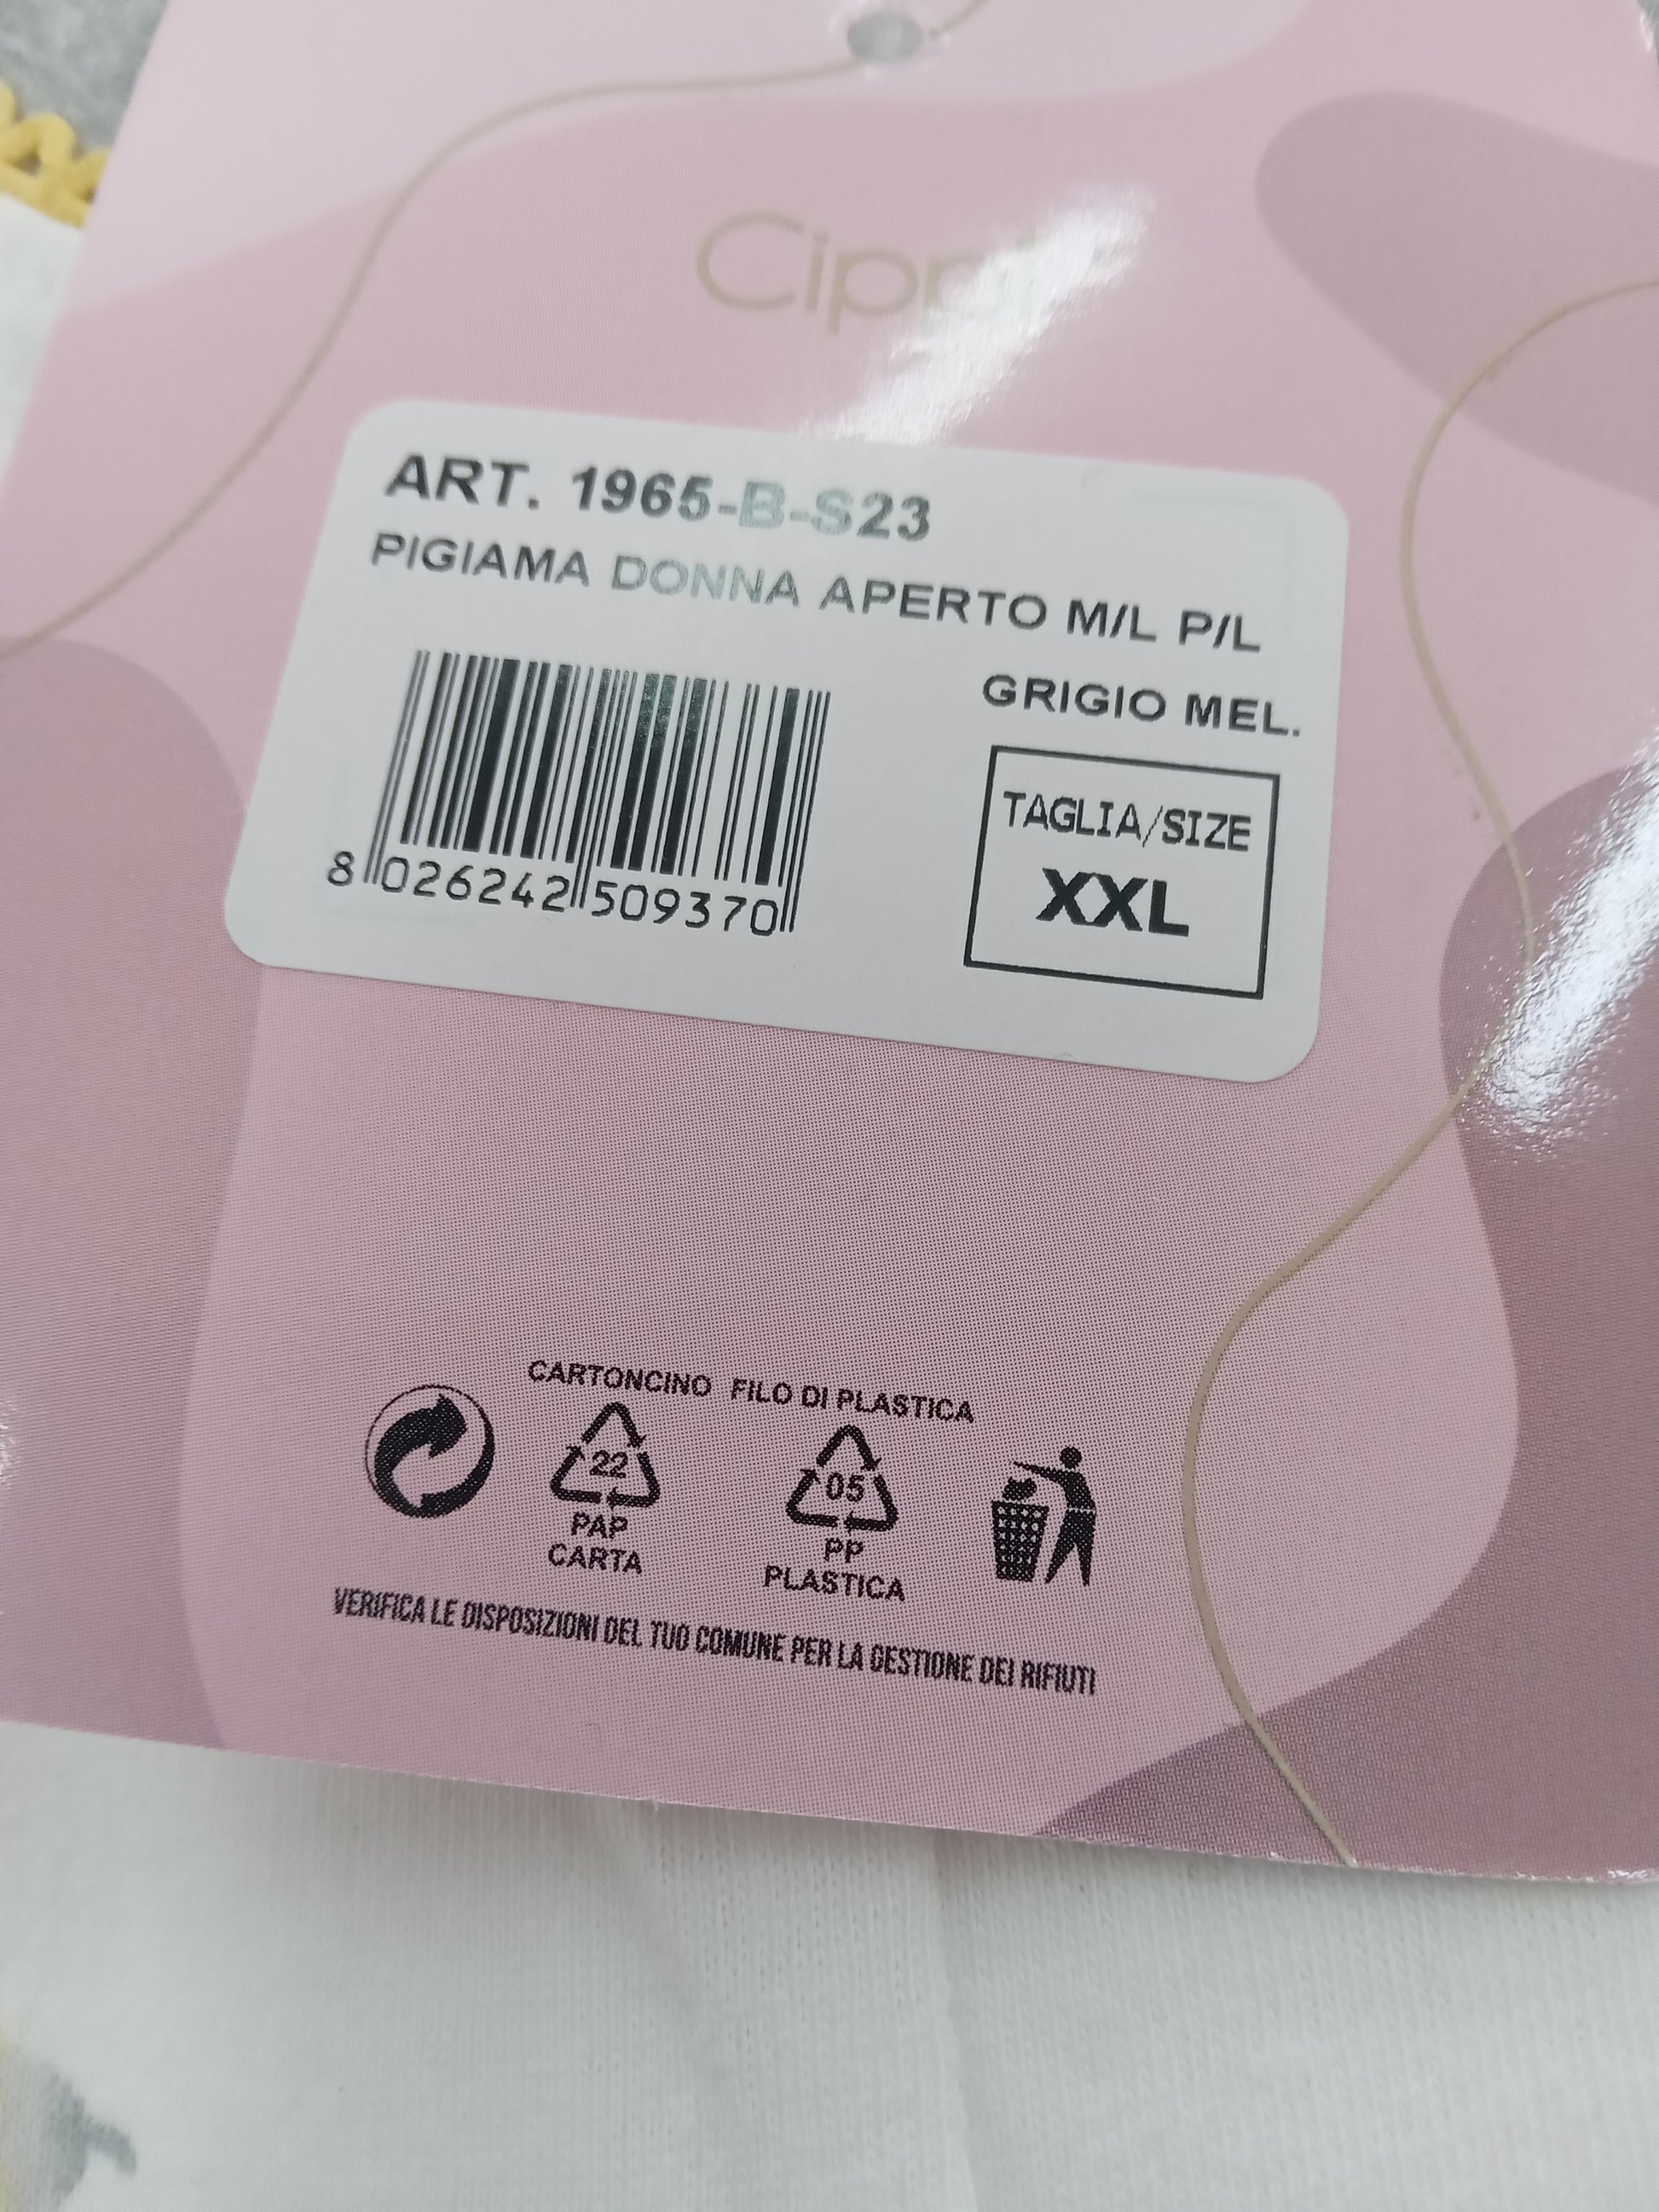 ART. 1965-B-S23
PIGIAMA DONNA APERTO M/L P/L
GRIGIO MEL.
TAGLIA/SIZE
XXL
8 026242 509370
CARTONCINO FILO DI PLASTICA
22 05
PAP PP
CARTA PLASTICA
VERIFICA LE DISPOSIZIONI DEL TUO COMUNE PER LA GESTIONE DEI RIFIUTI